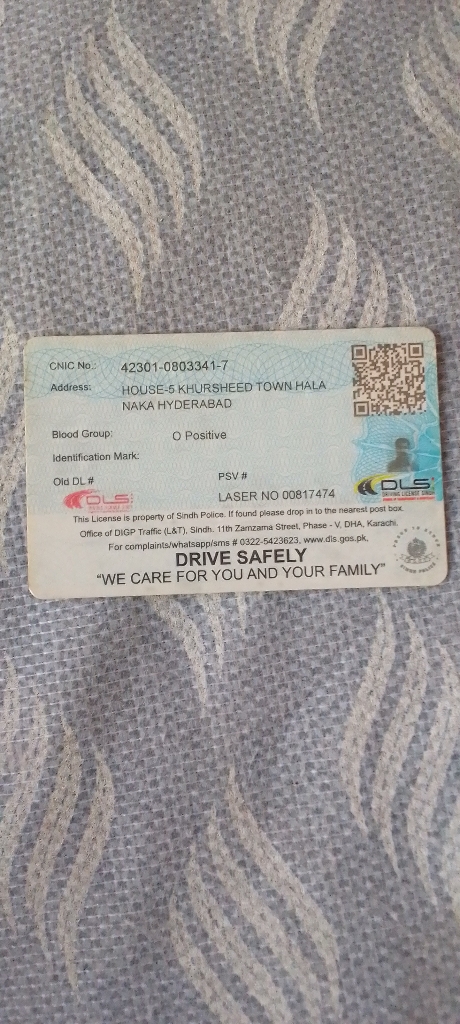 CNIC No.: 42301-0803341-7
Address: HOUSE-5 KHURSHEED TOWN HALA
NAKA HYDERABAD
Blood Group: O Positive
Identification Mark:
Old DL #
PSV #
LASER NO 00817474
DLS
DLS
DRIVING LICENSE SINDH
This License is property of Sindh Police. If found please drop in to the nearest post box.
Office of DIGP Traffic (L&T), Sindh. 11th Zamzama Street, Phase - V, DHA, Karachi.
For complaints/whatsapp/sms # 0322-5423623, www.dls.gos.pk,
DRIVE SAFELY
"WE CARE FOR YOU AND YOUR FAMILY"